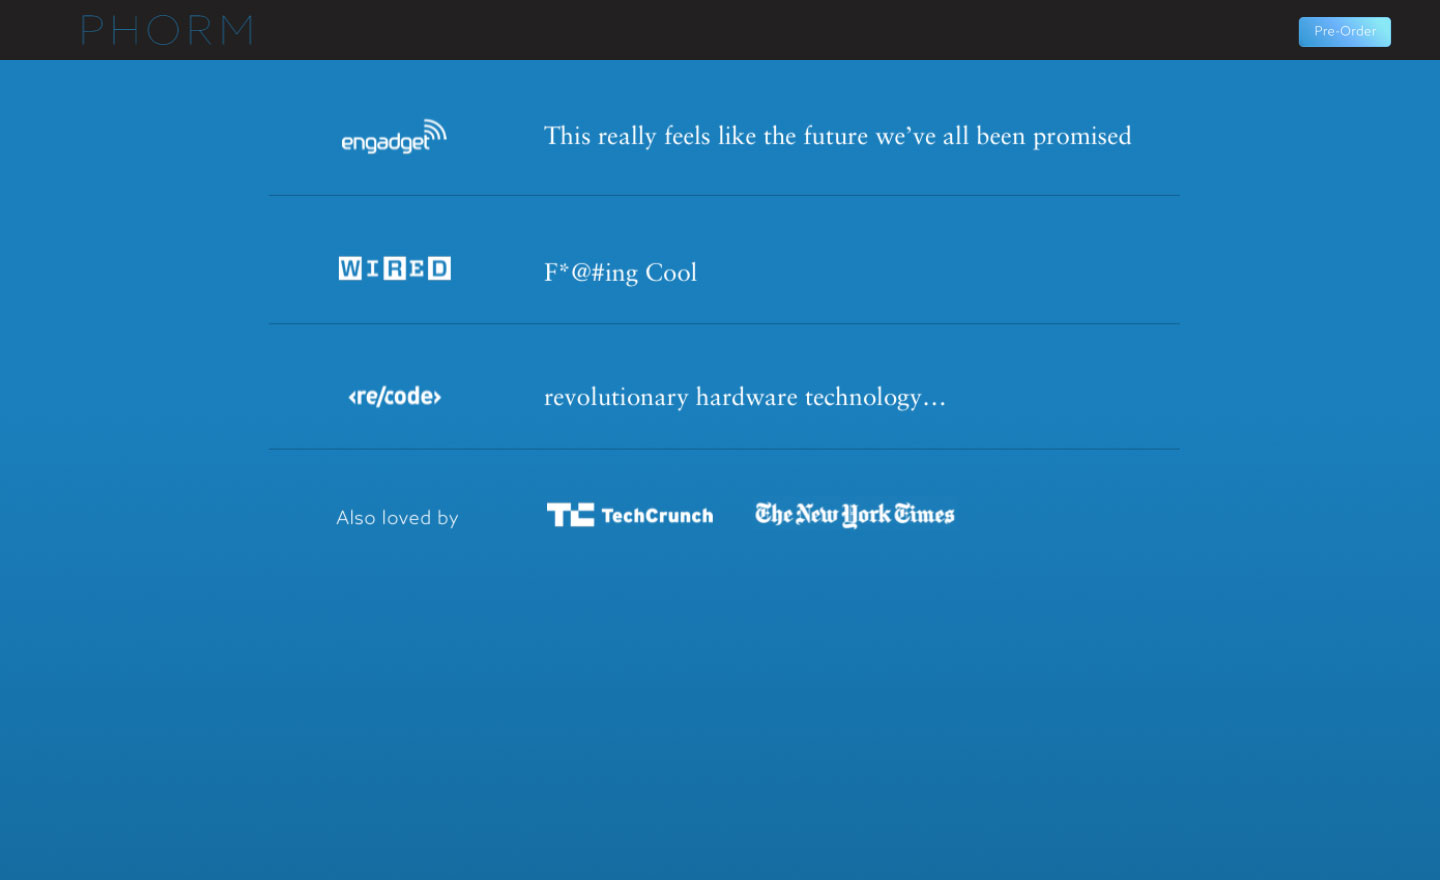 PHORM
Pre-Order
engadget
This really feels like the future we’ve all been promised
WIRED
F*@#ing Cool
<re/code>
revolutionary hardware technology…
Also loved by
TC TechCrunch
The New York Times